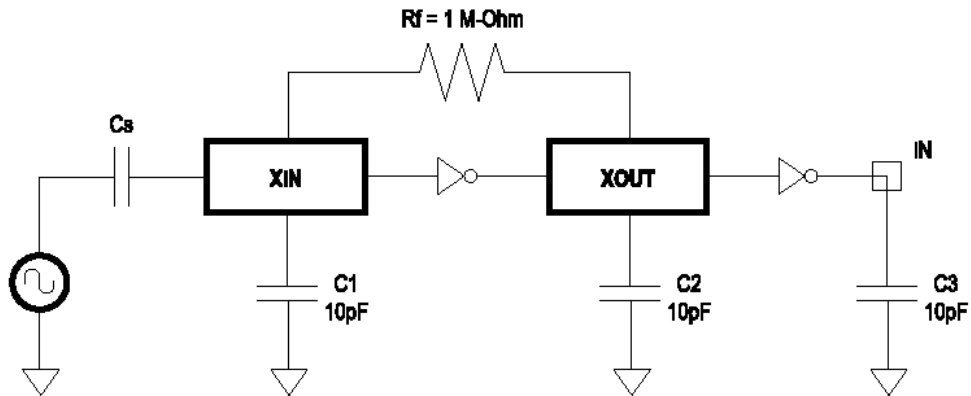 Rf = 1 M-Ohm
Cs
XIN
XOUT
IN
C1
10pF
C2
10pF
C3
10pF